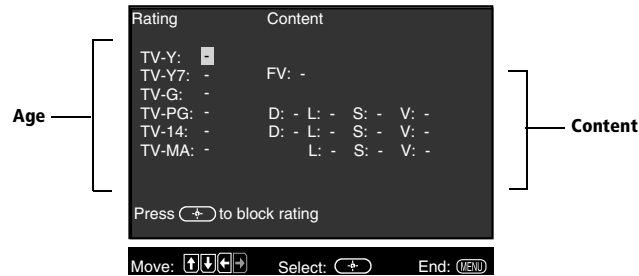 Rating Content
TV-Y: -
TV-Y7: - FV: -
TV-G: -
TV-PG: - D: - L: - S: - V: -
TV-14: - D: - L: - S: - V: -
TV-MA: - L: - S: - V: -
Age
Content
Press to block rating
Move: Select: End: MENU